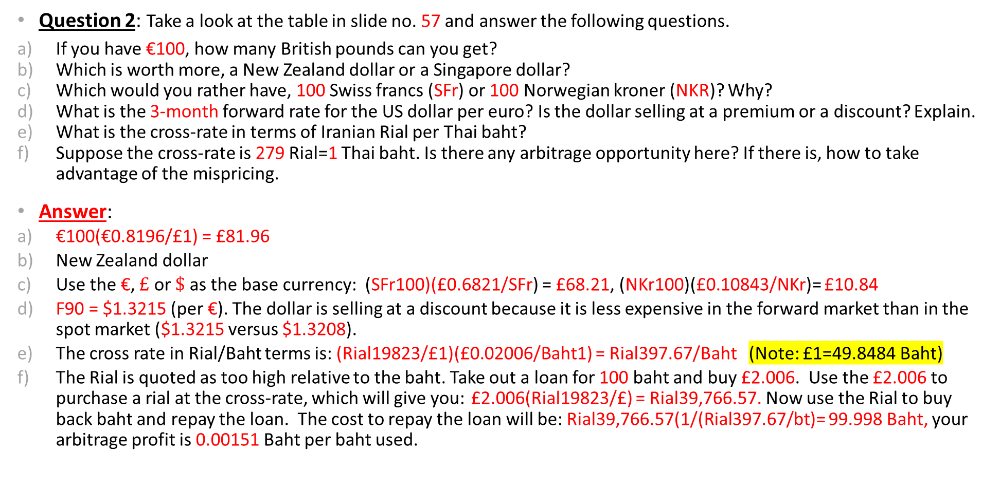 • Question 2: Take a look at the table in slide no. 57 and answer the following questions.
a) If you have €100, how many British pounds can you get?
b) Which is worth more, a New Zealand dollar or a Singapore dollar?
c) Which would you rather have, 100 Swiss francs (SFr) or 100 Norwegian kroner (NKR)? Why?
d) What is the 3-month forward rate for the US dollar per euro? Is the dollar selling at a premium or a discount? Explain.
e) What is the cross-rate in terms of Iranian Rial per Thai baht?
f) Suppose the cross-rate is 279 Rial=1 Thai baht. Is there any arbitrage opportunity here? If there is, how to take
advantage of the mispricing.
• Answer:
a) €100(€0.8196/£1) = £81.96
b) New Zealand dollar
c) Use the €, £ or $ as the base currency: (SFr100)(£0.6821/SFr) = £68.21, (NKr100)(£0.10843/NKr)= £10.84
d) F90 = $1.3215 (per €). The dollar is selling at a discount because it is less expensive in the forward market than in the
spot market ($1.3215 versus $1.3208).
e) The cross rate in Rial/Baht terms is: (Rial19823/£1)(£0.02006/Baht1) = Rial397.67/Baht (Note: £1=49.8484 Baht)
f) The Rial is quoted as too high relative to the baht. Take out a loan for 100 baht and buy £2.006. Use the £2.006 to
purchase a rial at the cross-rate, which will give you: £2.006(Rial19823/£) = Rial39,766.57. Now use the Rial to buy
back baht and repay the loan. The cost to repay the loan will be: Rial39,766.57(1/(Rial397.67/bt)= 99.998 Baht, your
arbitrage profit is 0.00151 Baht per baht used.